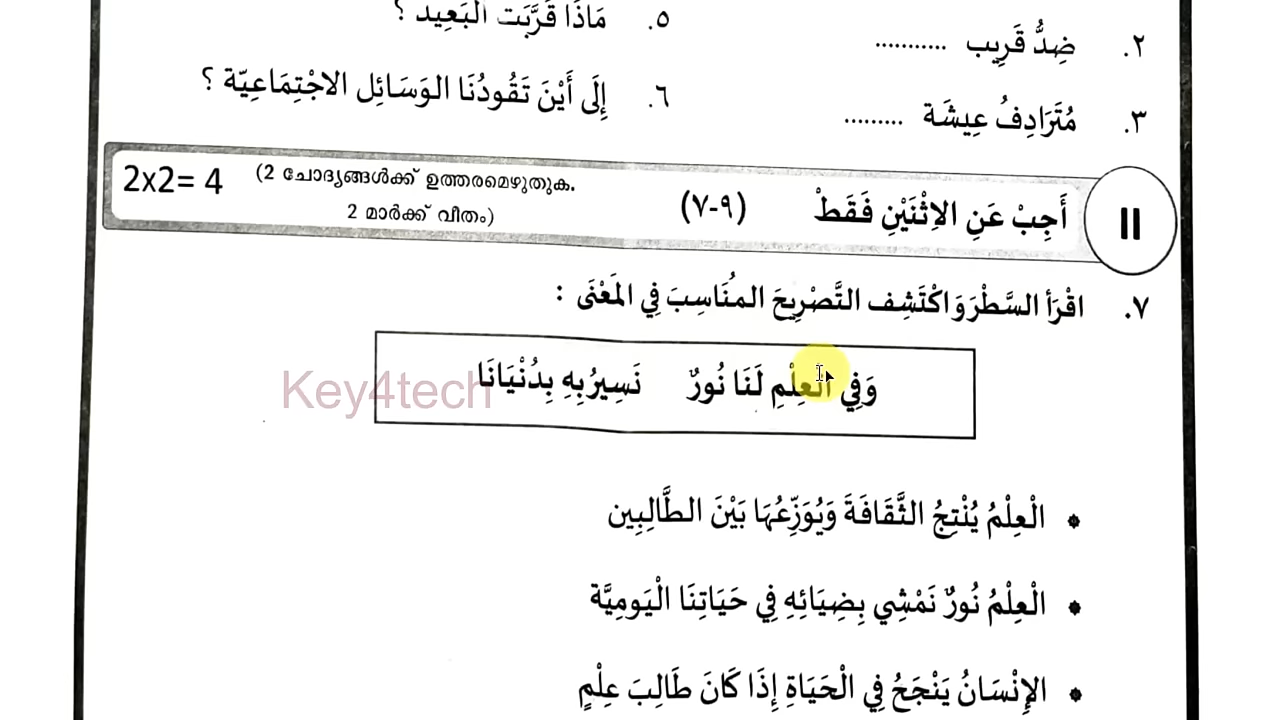 ٢. ضِدُّ قَرِيب ...........
٣. مُتَرَادِفُ عِيشَة .........
٥. مَاذَا قَرَّبَت الْبَعِيد ؟
٦. إِلَى أَيْنَ تَقُودُنَا الوَسَائِل الاجْتِمَاعِيّة ؟
II أَجِبْ عَنِ الاِثْنَيْنِ فَقَطْ (٧-٩)
(2 ചോദ്യങ്ങൾക്ക് ഉത്തരമെഴുതുക.
2 മാർക്ക് വീതം)
2x2= 4
٧. اقْرَأ السَّطْرَ وَاكْتَشِف التَّصْرِيحَ المُنَاسِبَ فِي المَعْنَى :
وَفِي الْعِلْمِ لَنَا نُورٌ نَسِيرُ بِهِ بِدُنْيَانَا
Key4tech
* الْعِلْمُ يُنْتِجُ الثَّقَافَةَ وَيُوَزِّعُهَا بَيْنَ الطَّالِبِين
* الْعِلْمُ نُورٌ نَمْشِي بِضِيَائِهِ فِي حَيَاتِنَا الْيَومِيَّة
* الإِنْسَانُ يَنْجَحُ فِي الْحَيَاةِ إِذَا كَانَ طَالِبَ عِلْمٍ